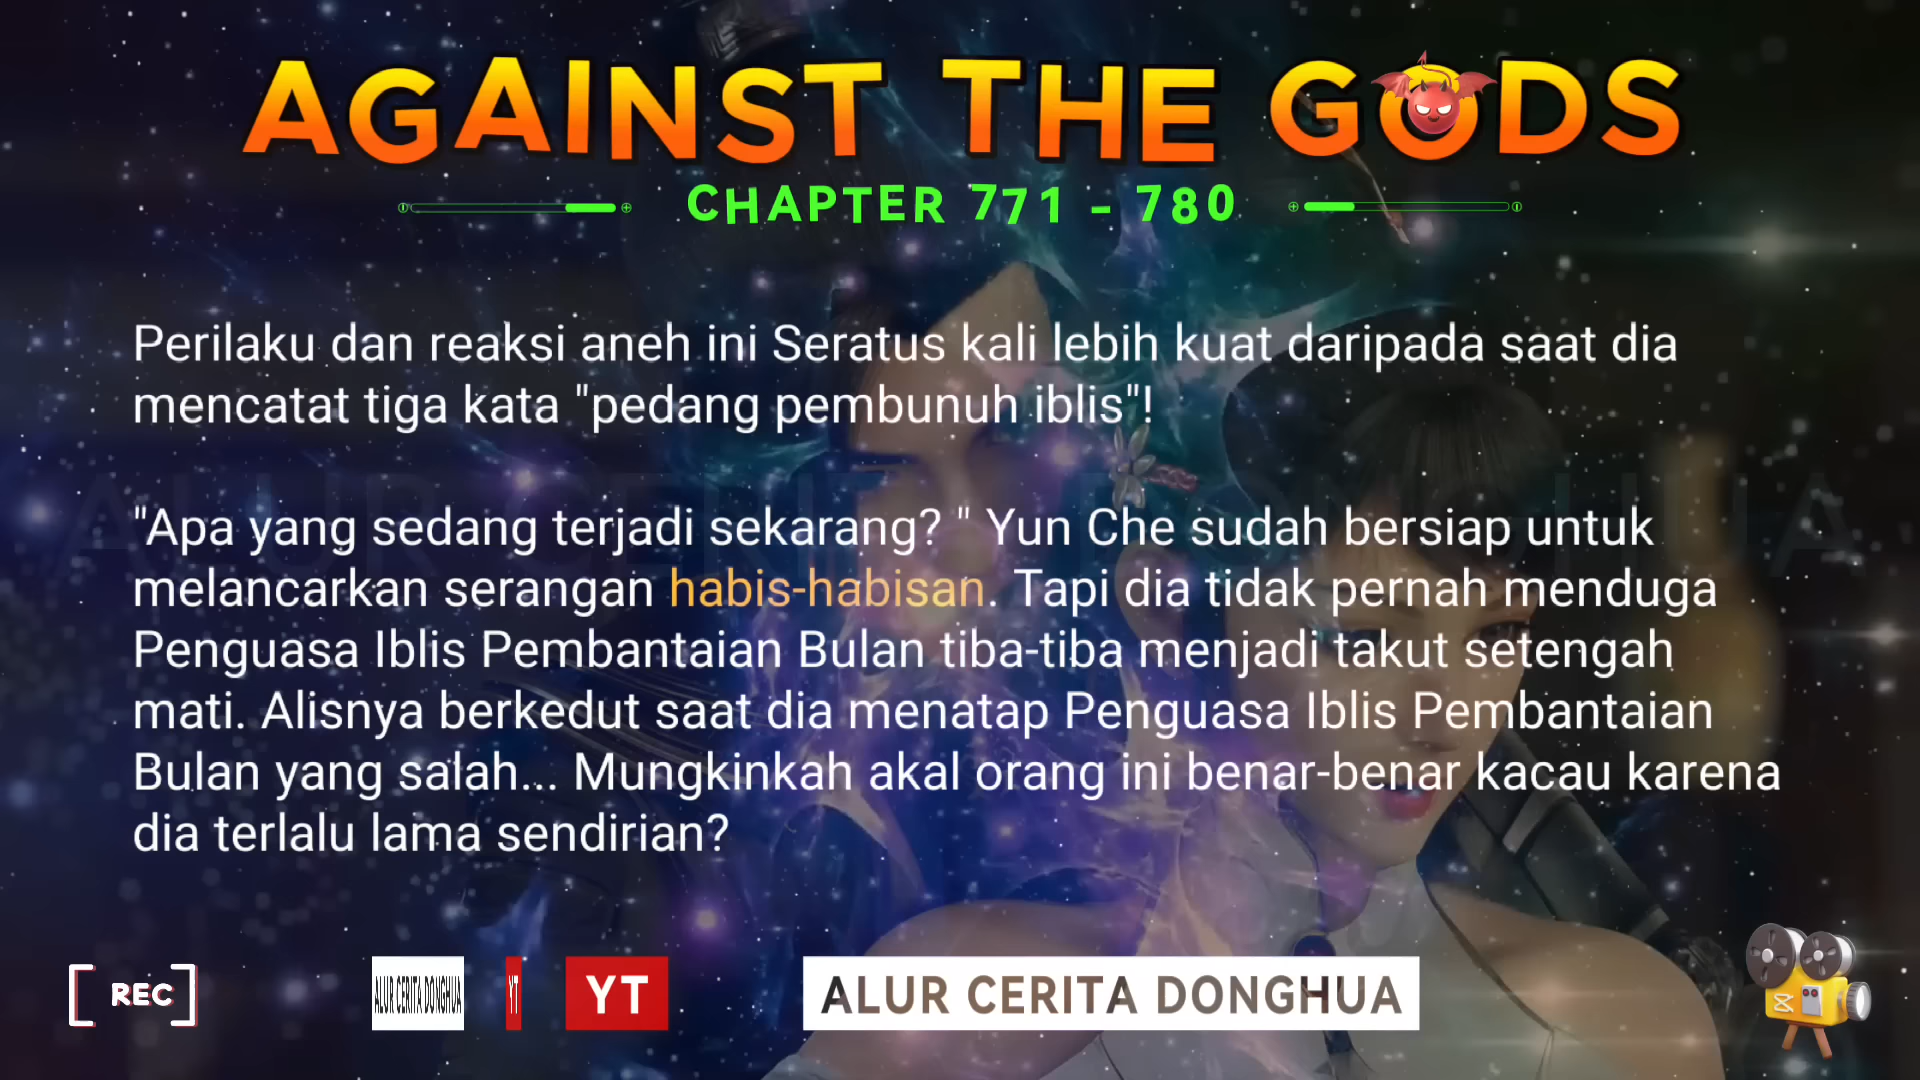 AGAINST THE GODS
CHAPTER 771 - 780
Perilaku dan reaksi aneh ini Seratus kali lebih kuat daripada saat dia
mencatat tiga kata "pedang pembunuh iblis"!
"Apa yang sedang terjadi sekarang? " Yun Che sudah bersiap untuk
melancarkan serangan habis-habisan. Tapi dia tidak pernah menduga
Penguasa Iblis Pembantaian Bulan tiba-tiba menjadi takut setengah
mati. Alisnya berkedut saat dia menatap Penguasa Iblis Pembantaian
Bulan yang salah... Mungkinkah akal orang ini benar-benar kacau karena
dia terlalu lama sendirian?
ALUR CERITA DONGHUA
REC
ALUR CERITA DONGHUA
YT
YT
ALUR CERITA DONGHUA